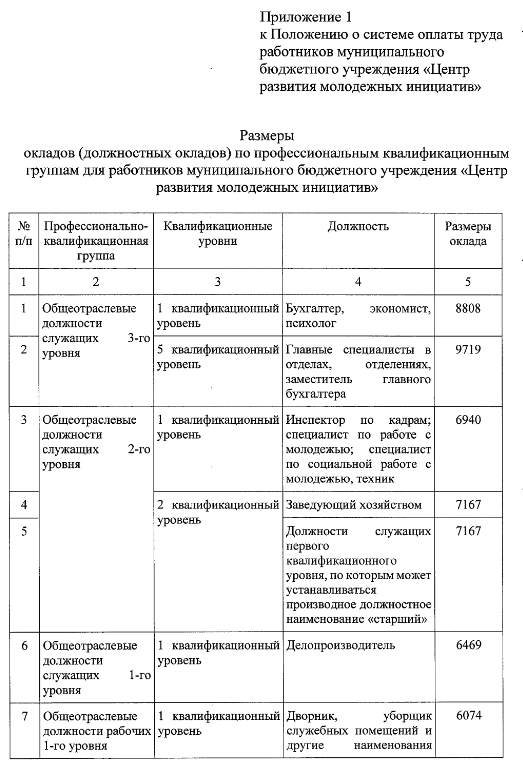 Приложение 1
к Положению о системе оплаты труда
работников муниципального
бюджетного учреждения «Центр
развития молодежных инициатив»
Размеры
окладов (должностных окладов) по профессиональным квалификационным
группам для работников муниципального бюджетного учреждения «Центр
развития молодежных инициатив»
№ п/п
Профессионально-
квалификационная
группа
Квалификационные
уровни
Должность
Размеры
оклада
1 2 3 4 5
1
Общеотраслевые
должности
служащих 3-го
уровня
1 квалификационный
уровень
Бухгалтер, экономист,
психолог
8808
2
5 квалификационный
уровень
Главные специалисты в
отделах, отделениях,
заместитель главного
бухгалтера
9719
3
Общеотраслевые
должности
служащих 2-го
уровня
1 квалификационный
уровень
Инспектор по кадрам;
специалист по работе с
молодежью; специалист
по социальной работе с
молодежью, техник
6940
4
2 квалификационный
уровень
Заведующий хозяйством
7167
5
Должности служащих
первого
квалификационного
уровня, по которым может
устанавливаться
производное должностное
наименование «старший»
7167
6
Общеотраслевые
должности
служащих 1-го
уровня
1 квалификационный
уровень
Делопроизводитель
6469
7
Общеотраслевые
должности рабочих
1-го уровня
1 квалификационный
уровень
Дворник, уборщик
служебных помещений и
другие наименования
6074